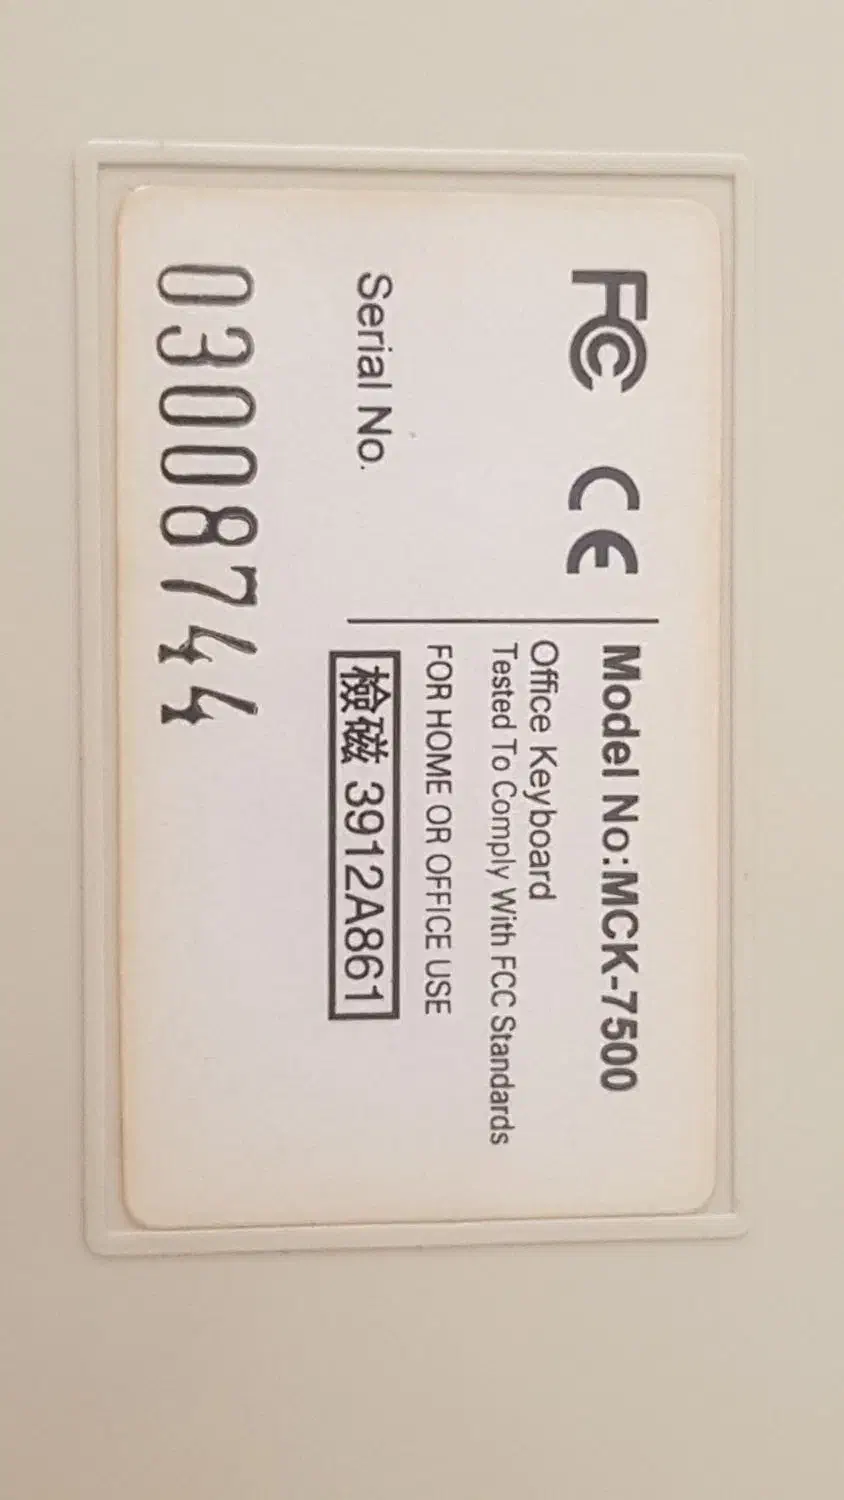 FC CE
Model No:MCK-7500
Office Keyboard
Tested To Comply With FCC Standards
FOR HOME OR OFFICE USE
Serial No.
檢磁 3912A861
03008744